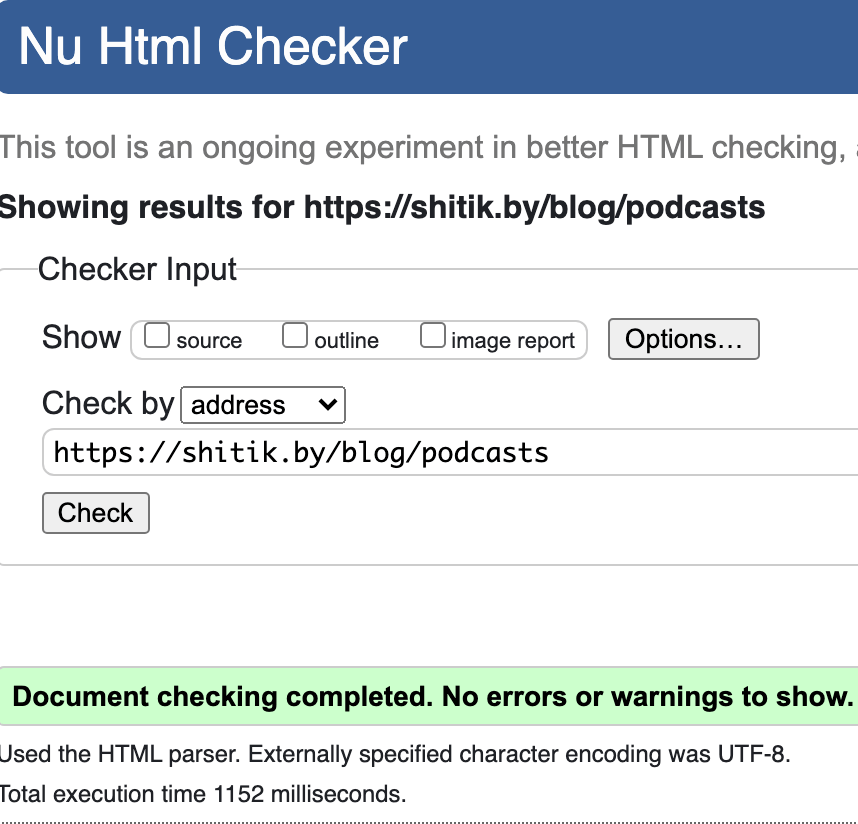 Nu Html Checker
This tool is an ongoing experiment in better HTML checking,
Showing results for https://shitik.by/blog/podcasts
Checker Input
Show source outline image report Options...
Check by address
https://shitik.by/blog/podcasts
Check
Document checking completed. No errors or warnings to show.
Used the HTML parser. Externally specified character encoding was UTF-8.
Total execution time 1152 milliseconds.